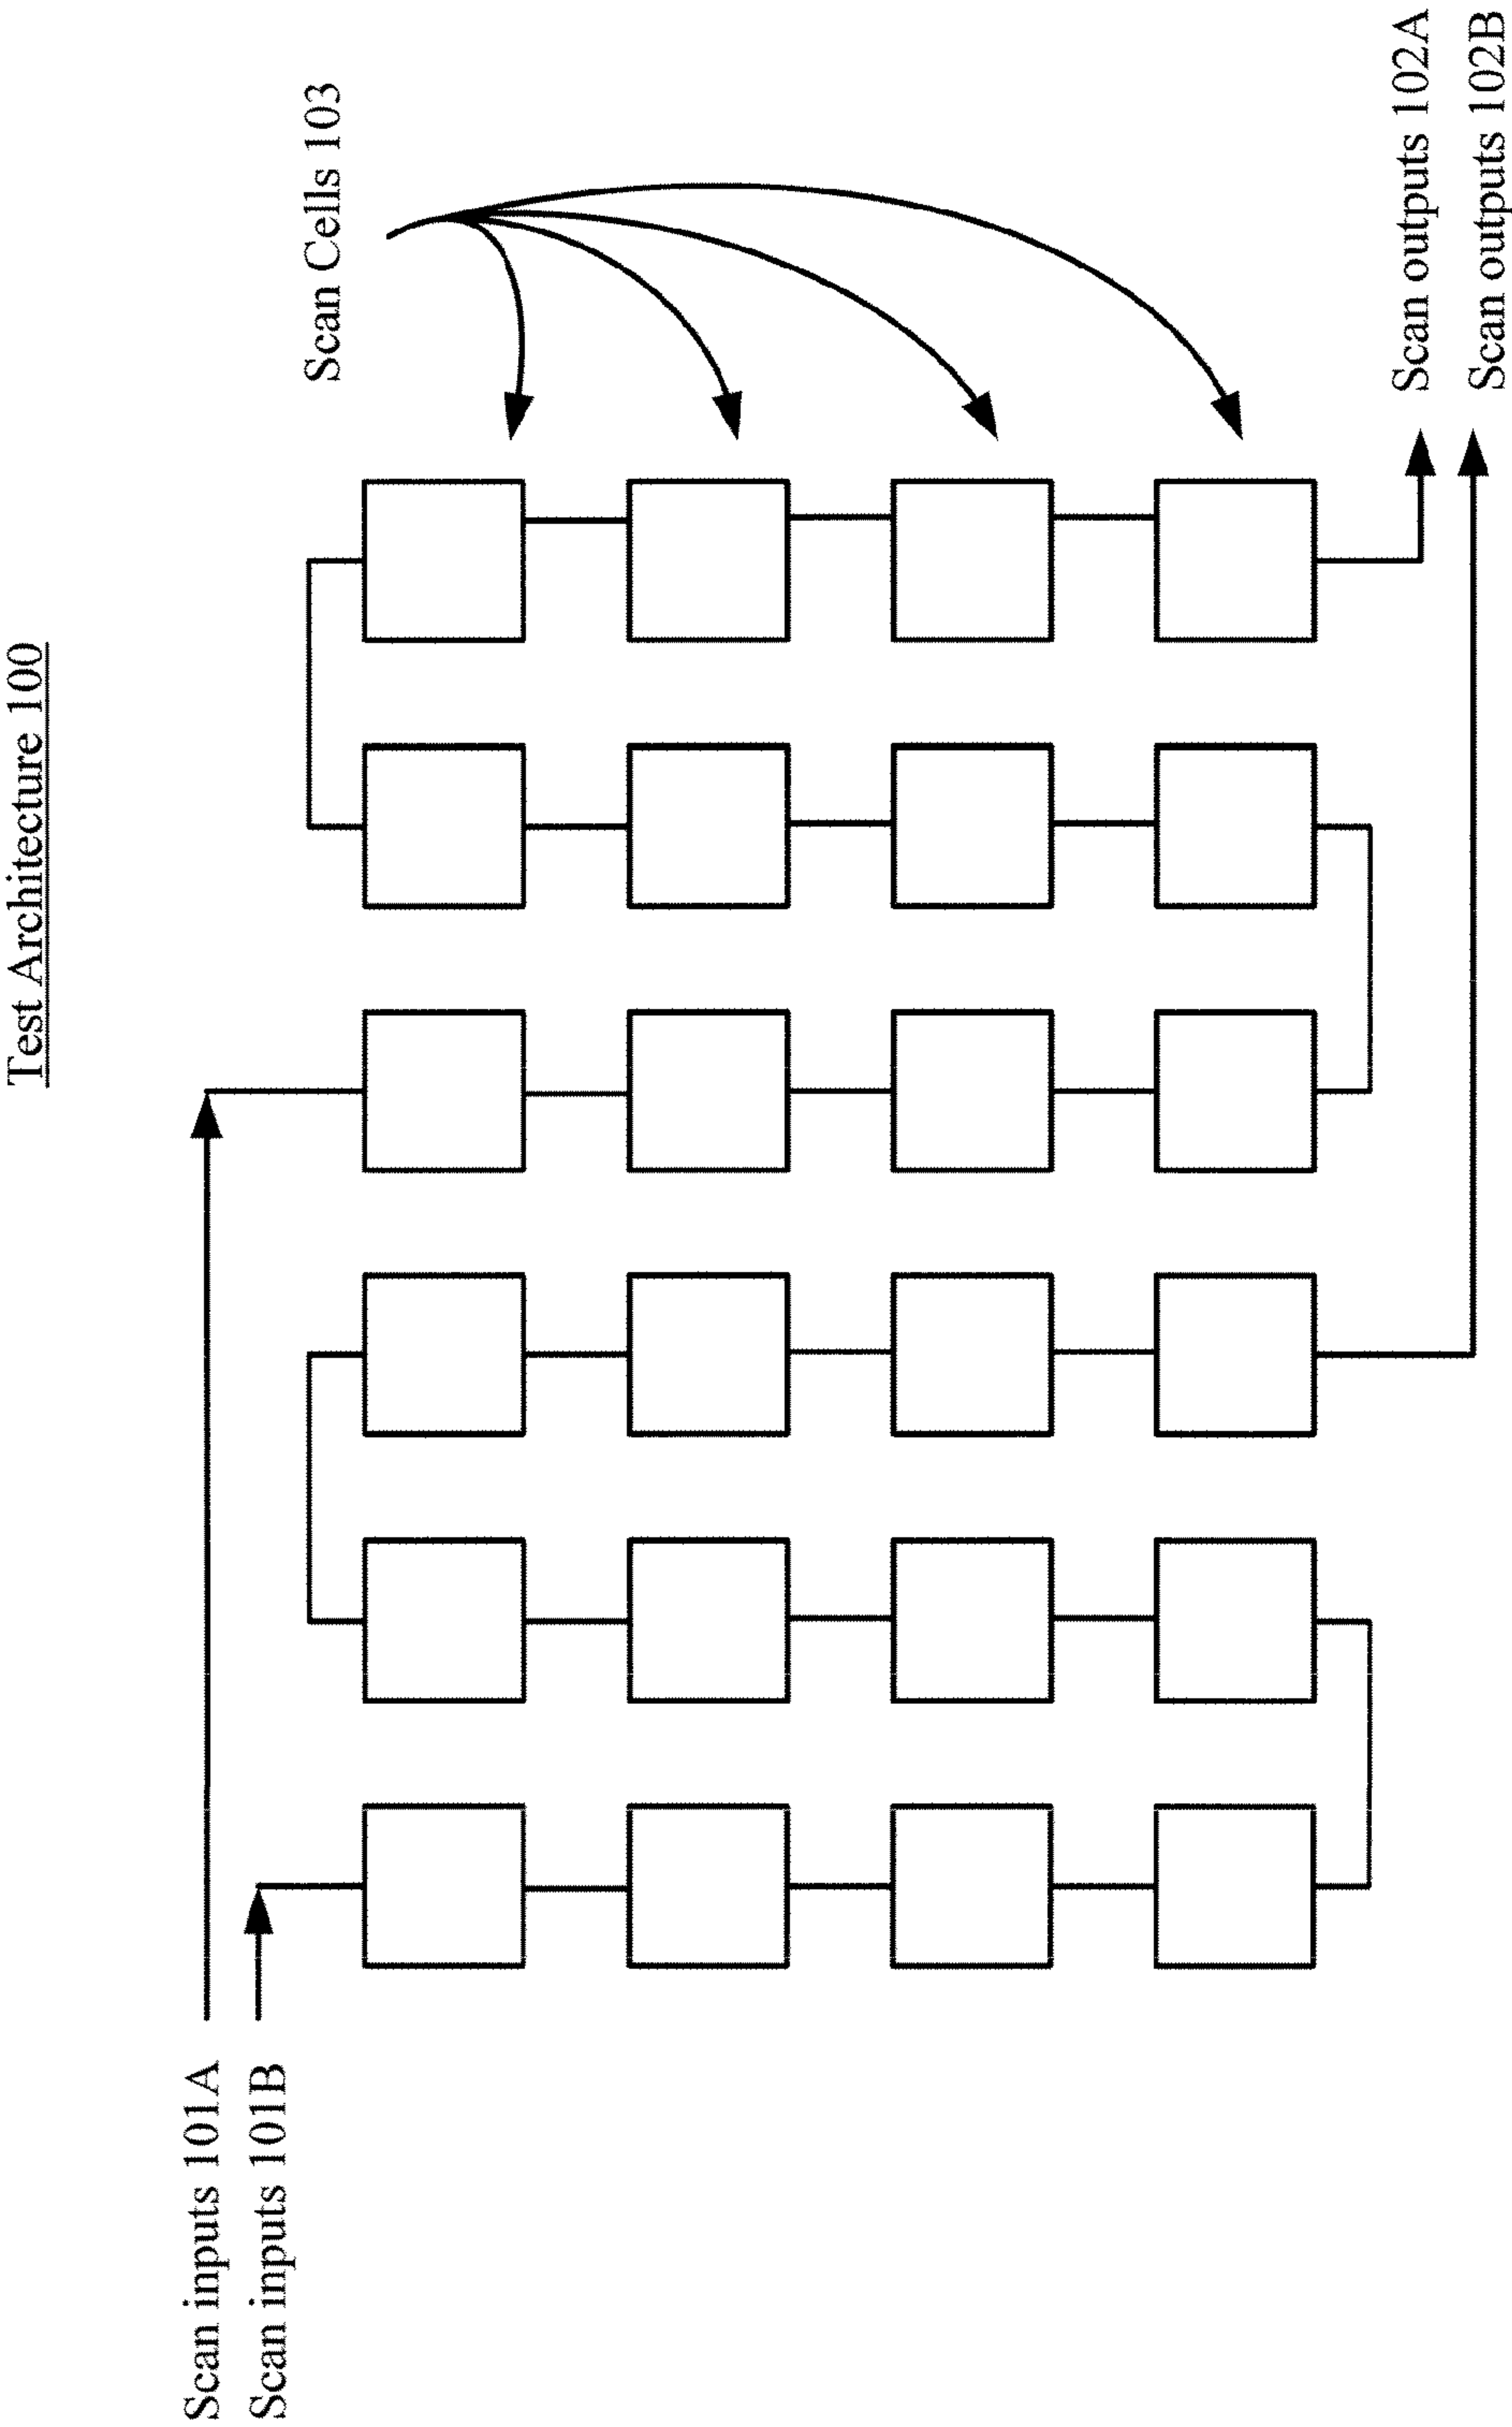 Test Architecture 100
Scan inputs 101A
Scan inputs 101B
Scan Cells 103
Scan outputs 102A
Scan outputs 102B